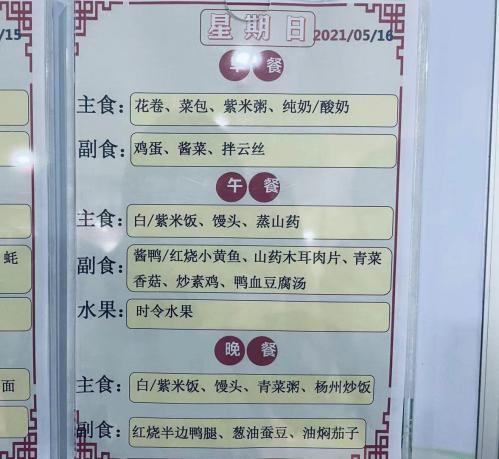 /15
蚝
面
星期日
2021/05/16
早餐
主食：花卷、菜包、紫米粥、纯奶/酸奶
副食：鸡蛋、酱菜、拌云丝
午餐
主食：白/紫米饭、馒头、蒸山药
副食：酱鸭/红烧小黄鱼、山药木耳肉片、青菜
香菇、炒素鸡、鸭血豆腐汤
水果：时令水果
晚餐
主食：白/紫米饭、馒头、青菜粥、杨州炒饭
副食：红烧半边鸭腿、葱油蚕豆、油焖茄子